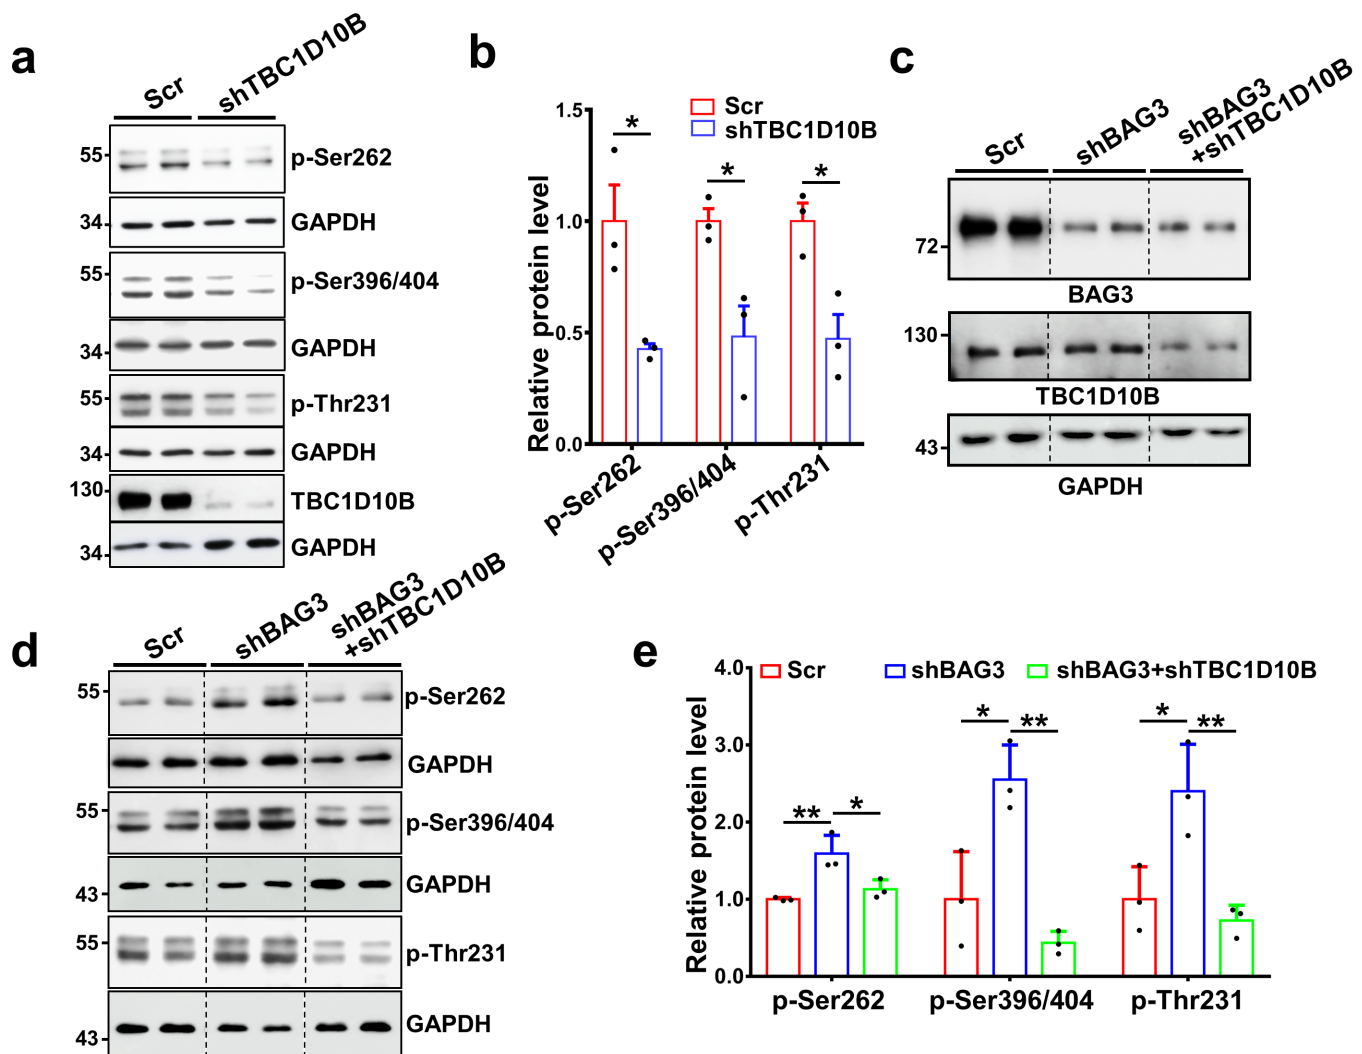 a
Scr
shTBC1D10B
55
p-Ser262
34
GAPDH
55
p-Ser396/404
34
GAPDH
55
p-Thr231
34
GAPDH
130
TBC1D10B
34
GAPDH
b
Relative protein level
1.5
1.0
0.5
0.0
Scr
shTBC1D10B
*
*
*
p-Ser262
p-Ser396/404
p-Thr231
c
Scr
shBAG3
shBAG3
+shTBC1D10B
72
BAG3
130
TBC1D10B
43
GAPDH
d
Scr
shBAG3
shBAG3
+shTBC1D10B
55
p-Ser262
GAPDH
55
p-Ser396/404
43
GAPDH
55
p-Thr231
43
GAPDH
e
Relative protein level
4.0
3.0
2.0
1.0
0.0
Scr
shBAG3
shBAG3+shTBC1D10B
**
*
*
**
*
**
p-Ser262
p-Ser396/404
p-Thr231